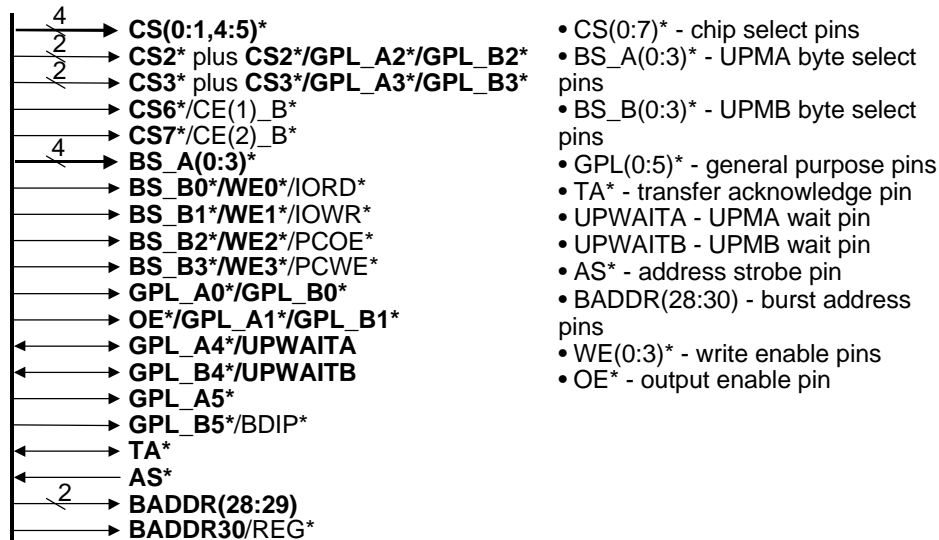 4
CS(0:1,4:5)*
2
CS2* plus CS2*/GPL_A2*/GPL_B2*
2
CS3* plus CS3*/GPL_A3*/GPL_B3*
CS6*/CE(1)_B*
CS7*/CE(2)_B*
4
BS_A(0:3)*
BS_B0*/WE0*/IORD*
BS_B1*/WE1*/IOWR*
BS_B2*/WE2*/PCOE*
BS_B3*/WE3*/PCWE*
GPL_A0*/GPL_B0*
OE*/GPL_A1*/GPL_B1*
GPL_A4*/UPWAITA
GPL_B4*/UPWAITB
GPL_A5*
GPL_B5*/BDIP*
TA*
AS*
2
BADDR(28:29)
BADDR30/REG*
• CS(0:7)* - chip select pins
• BS_A(0:3)* - UPMA byte select
pins
• BS_B(0:3)* - UPMB byte select
pins
• GPL(0:5)* - general purpose pins
• TA* - transfer acknowledge pin
• UPWAITA - UPMA wait pin
• UPWAITB - UPMB wait pin
• AS* - address strobe pin
• BADDR(28:30) - burst address
pins
• WE(0:3)* - write enable pins
• OE* - output enable pin